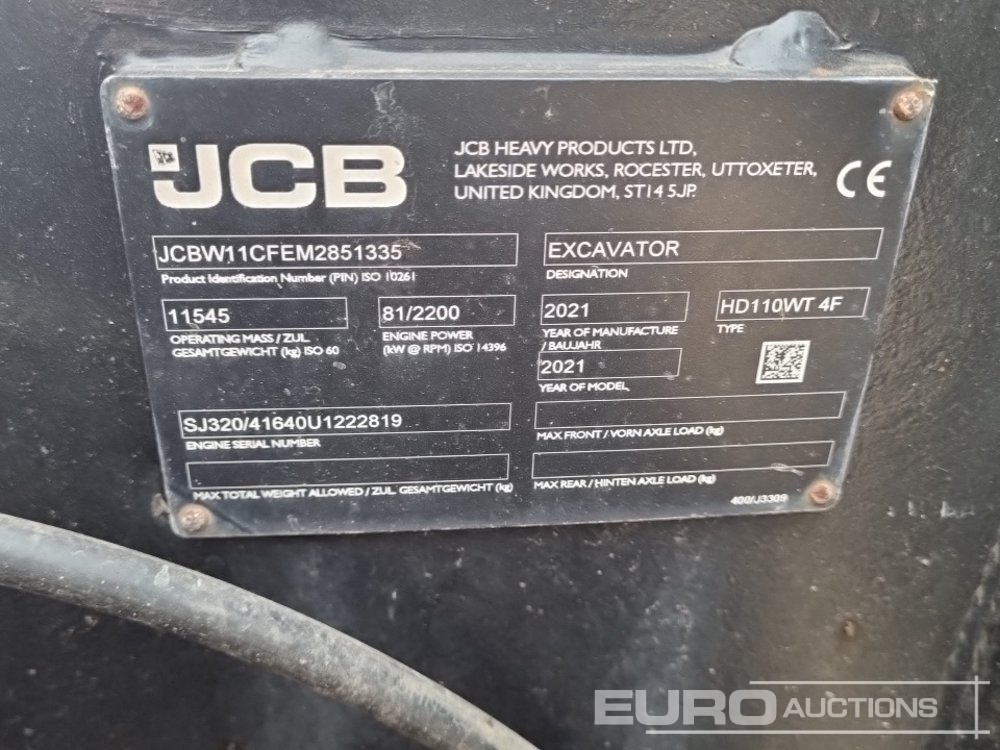 JCB
JCB HEAVY PRODUCTS LTD,
LAKESIDE WORKS, ROCESTER, UTTOXETER,
UNITED KINGDOM, ST14 5JP.
CE
JCBW11CFEM2851335
Product Identification Number (PIN) ISO 10261
EXCAVATOR
DESIGNATION
11545
OPERATING MASS / ZUL.
GESAMTGEWICHT (kg) ISO 60
81/2200
ENGINE POWER
(kW @ RPM) ISO 14396
2021
YEAR OF MANUFACTURE
/ BAUJAHR
HD110WT 4F
TYPE
2021
YEAR OF MODEL
SJ320/41640U1222819
ENGINE SERIAL NUMBER
MAX FRONT / VORN AXLE LOAD (kg)
MAX TOTAL WEIGHT ALLOWED / ZUL. GESAMTGEWICHT (kg)
MAX REAR / HINTEN AXLE LOAD (kg)
400/J3309
EURO AUCTIONS